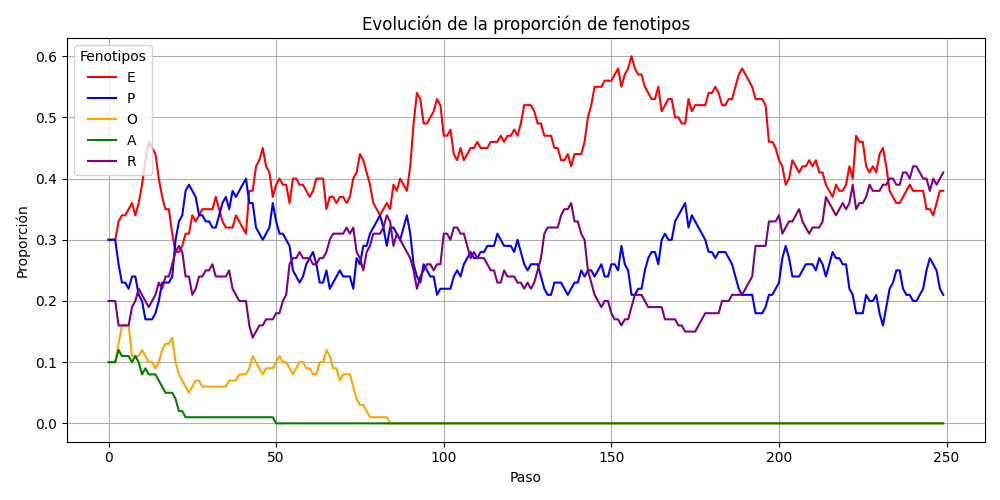 Evolución de la proporción de fenotipos
Fenotipos
E
P
O
A
R
Proporción
0.6
0.5
0.4
0.3
0.2
0.1
0.0
0 50 100 150 200 250
Paso